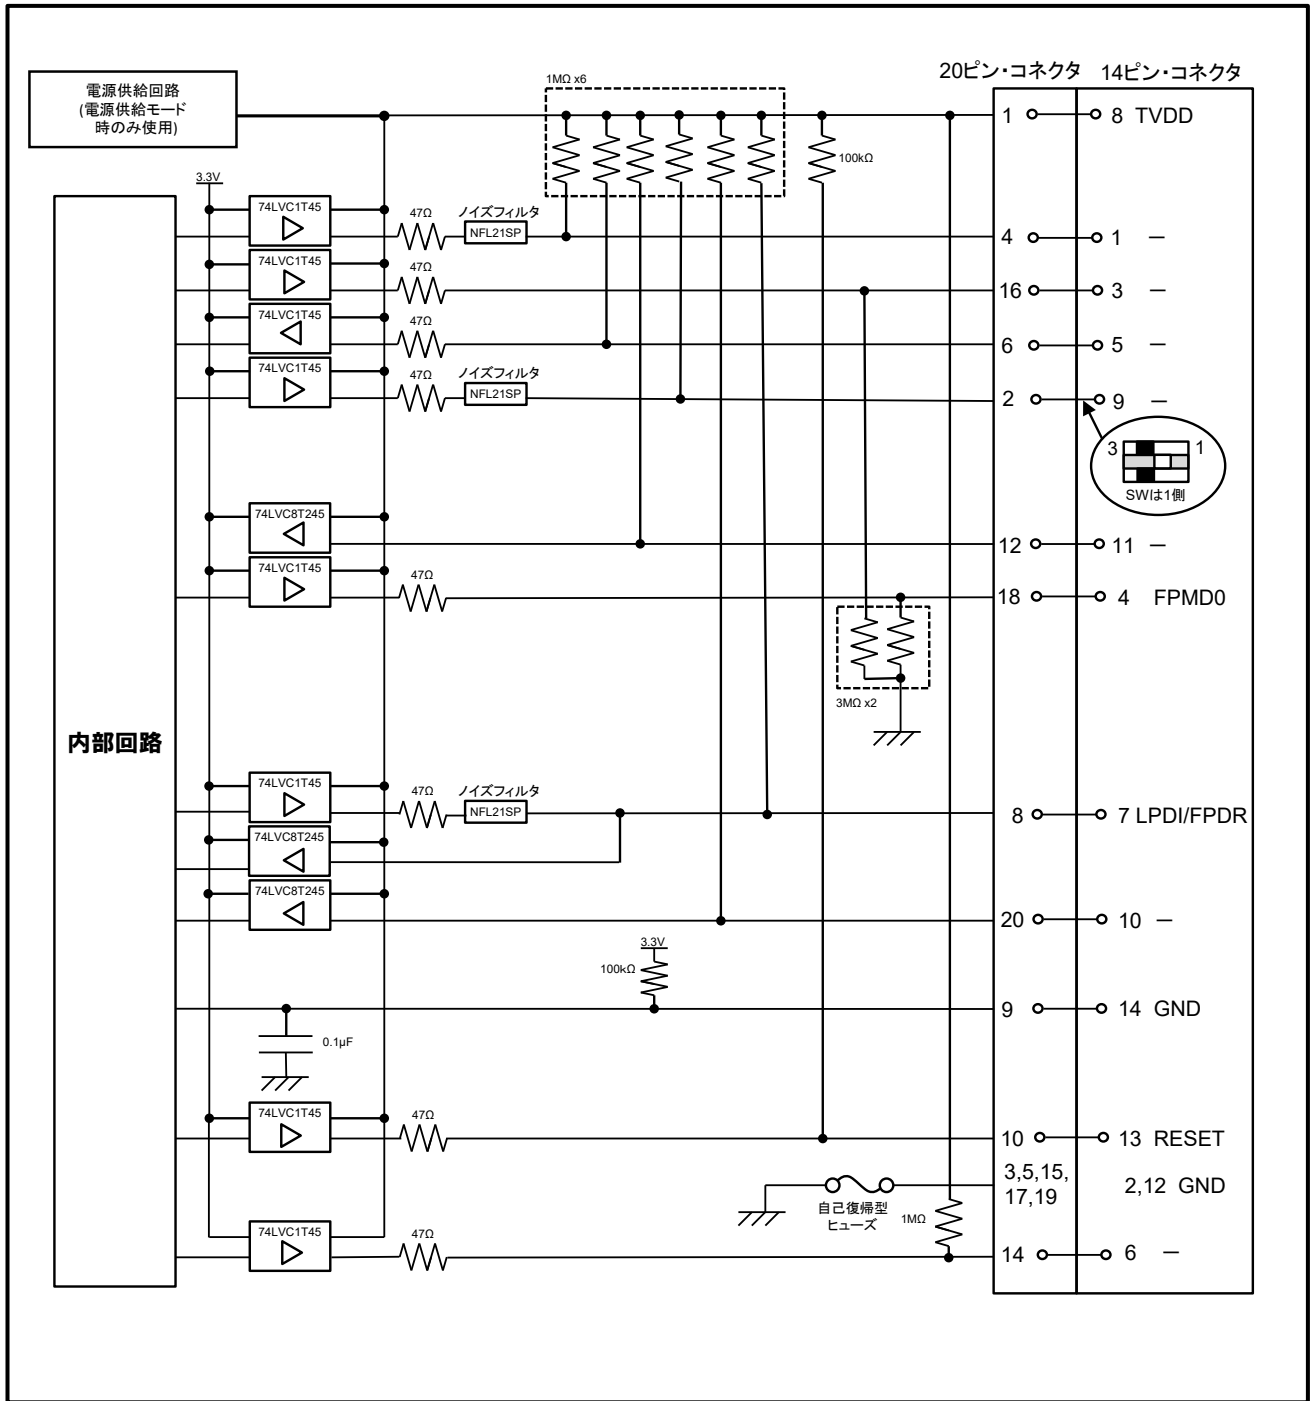 20ピン・コネクタ 14ピン・コネクタ
電源供給回路
(電源供給モード
時のみ使用)
1MΩ x6
1 8 TVDD
100kΩ
3.3V
74LVC1T45 47Ω ノイズフィルタ
NFL21SP
4 1 —
74LVC1T45 47Ω
16 3 —
74LVC1T45 47Ω
6 5 —
74LVC1T45 47Ω ノイズフィルタ
NFL21SP
2 9 —
3 1
SWは1側
74LVC8T245
12 11 —
74LVC1T45 47Ω
18 4 FPMD0
3MΩ x2
内部回路
74LVC1T45 47Ω ノイズフィルタ
NFL21SP
8 7 LPDI/FPDR
74LVC8T245
74LVC8T245
20 10 —
3.3V
100kΩ
9 14 GND
0.1μF
74LVC1T45 47Ω
10 13 RESET
3,5,15,
17,19
2,12 GND
自己復帰型
ヒューズ
1MΩ
74LVC1T45 47Ω
14 6 —